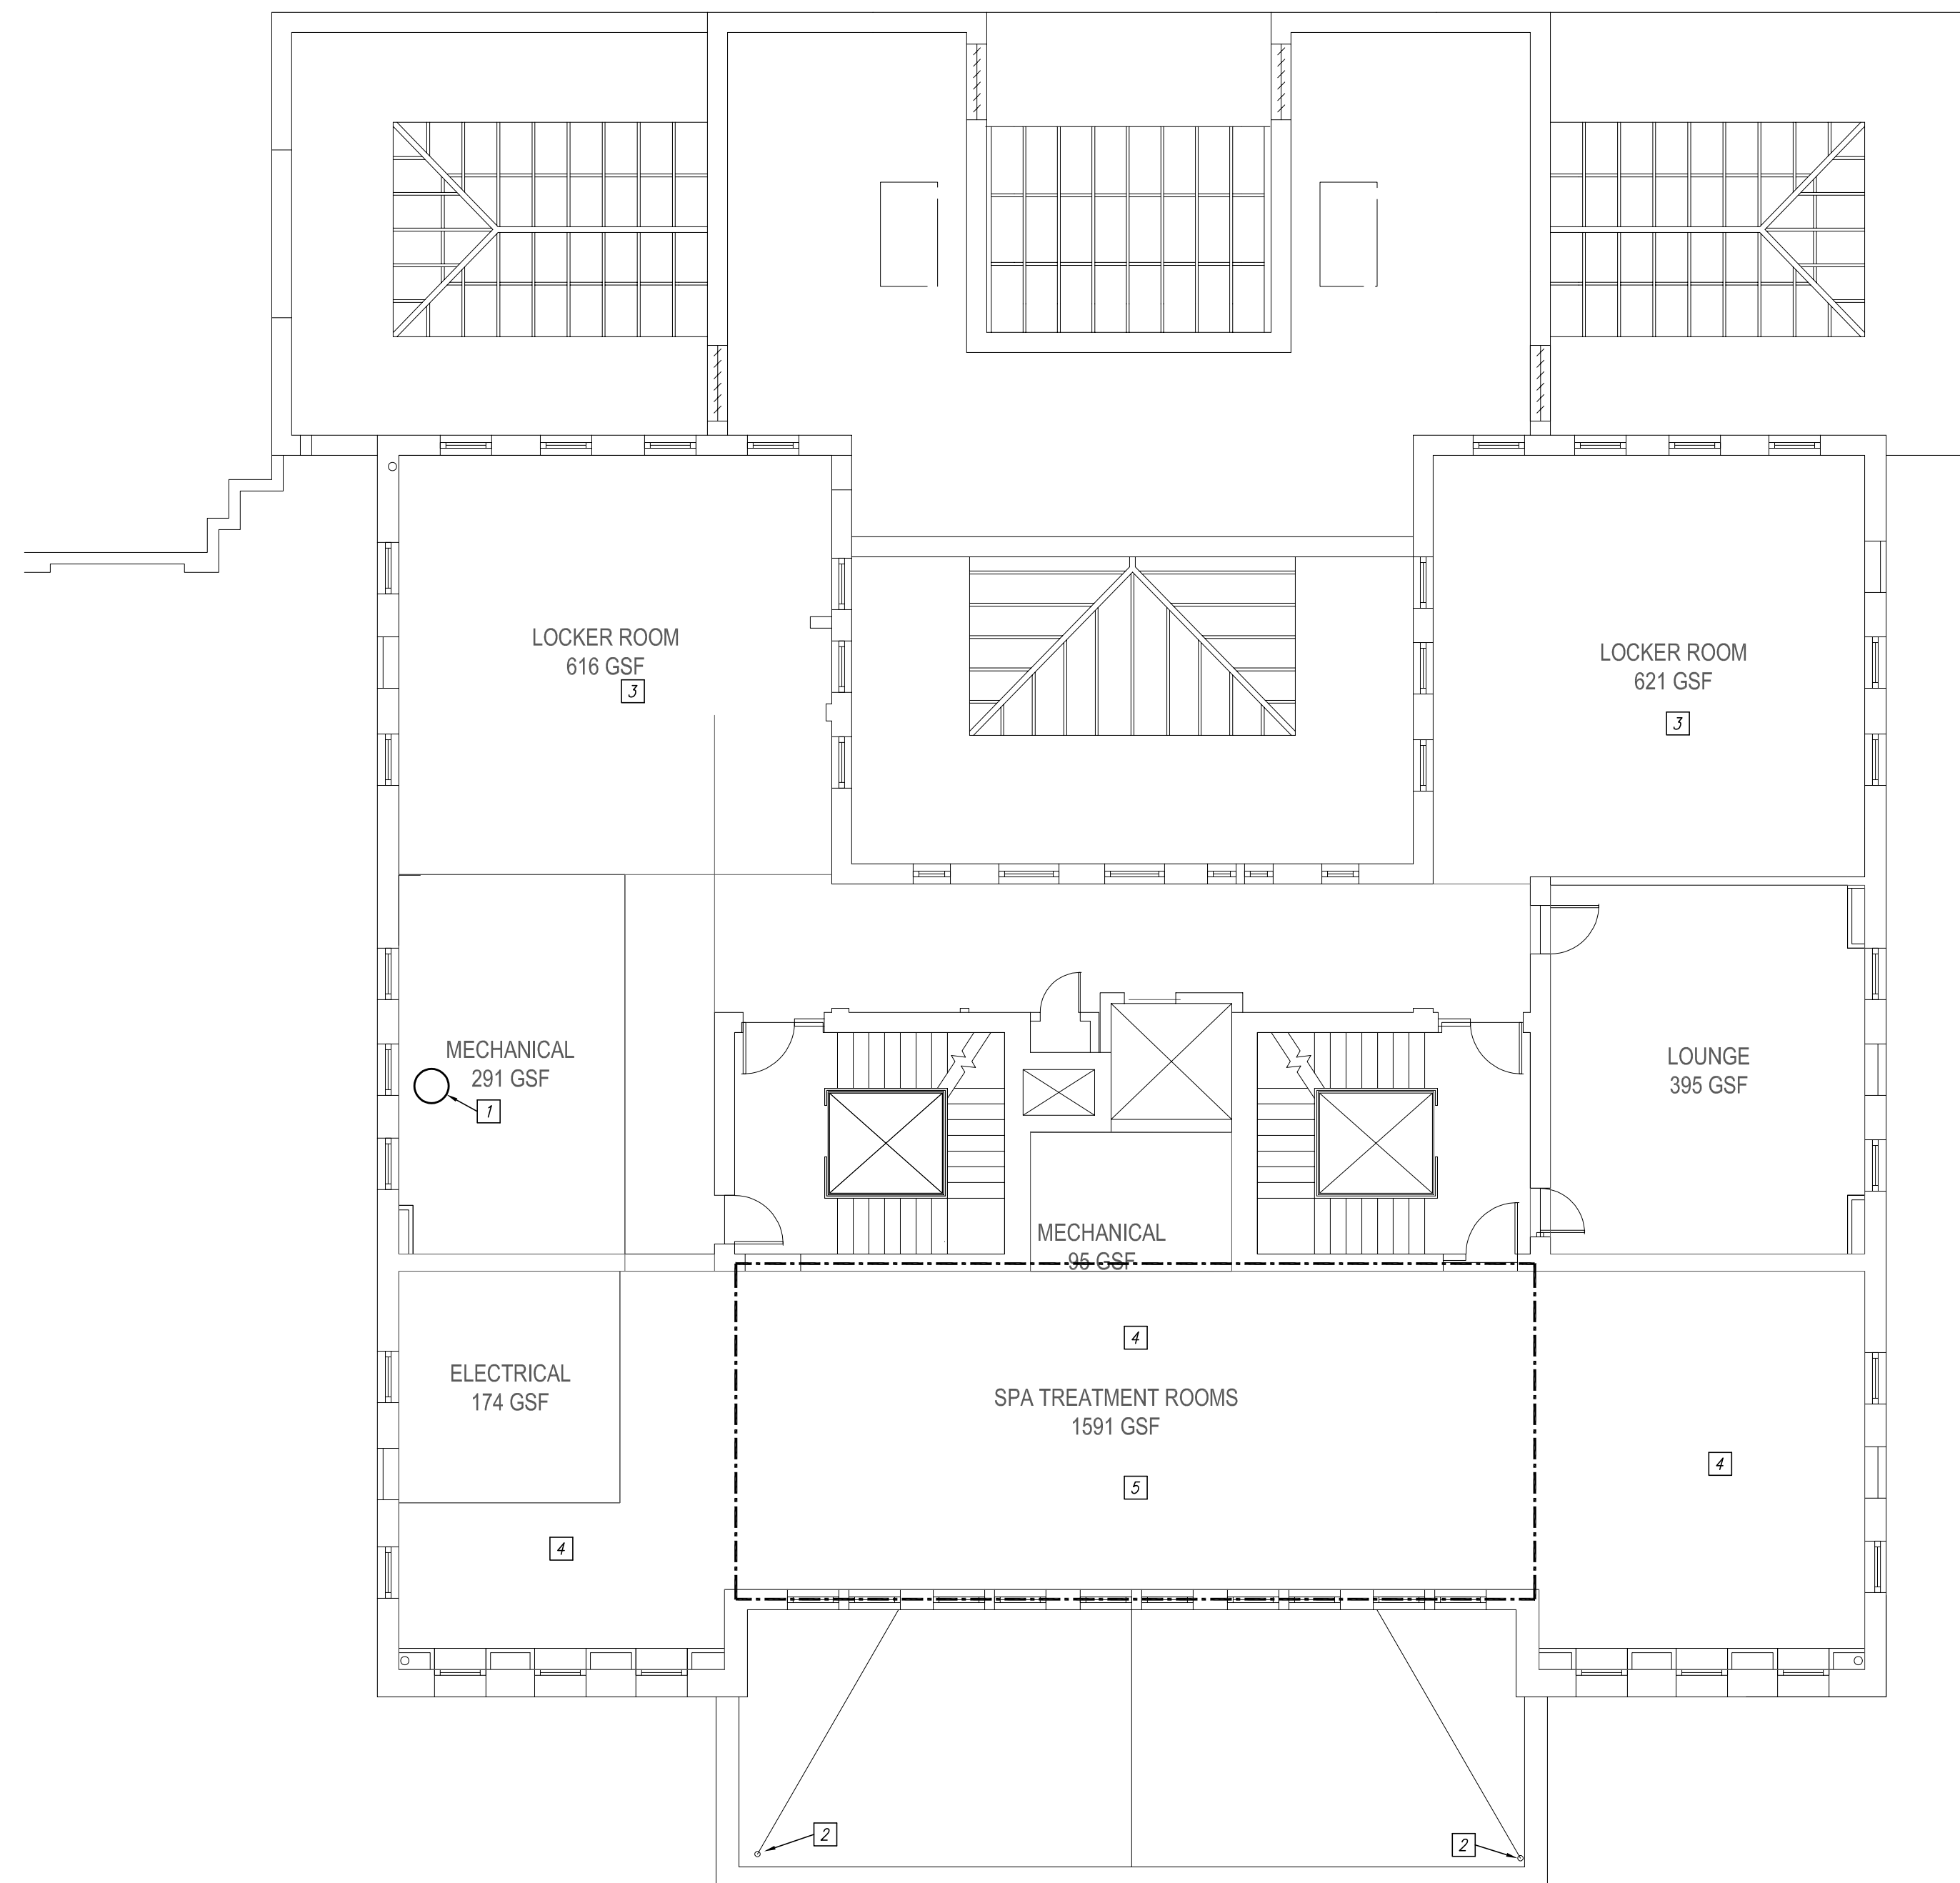 LOCKER ROOM
616 GSF
3
LOCKER ROOM
621 GSF
3
MECHANICAL
291 GSF
1
LOUNGE
395 GSF
MECHANICAL
95 GSF
4
ELECTRICAL
174 GSF
SPA TREATMENT ROOMS
1591 GSF
4
5
4
2
2